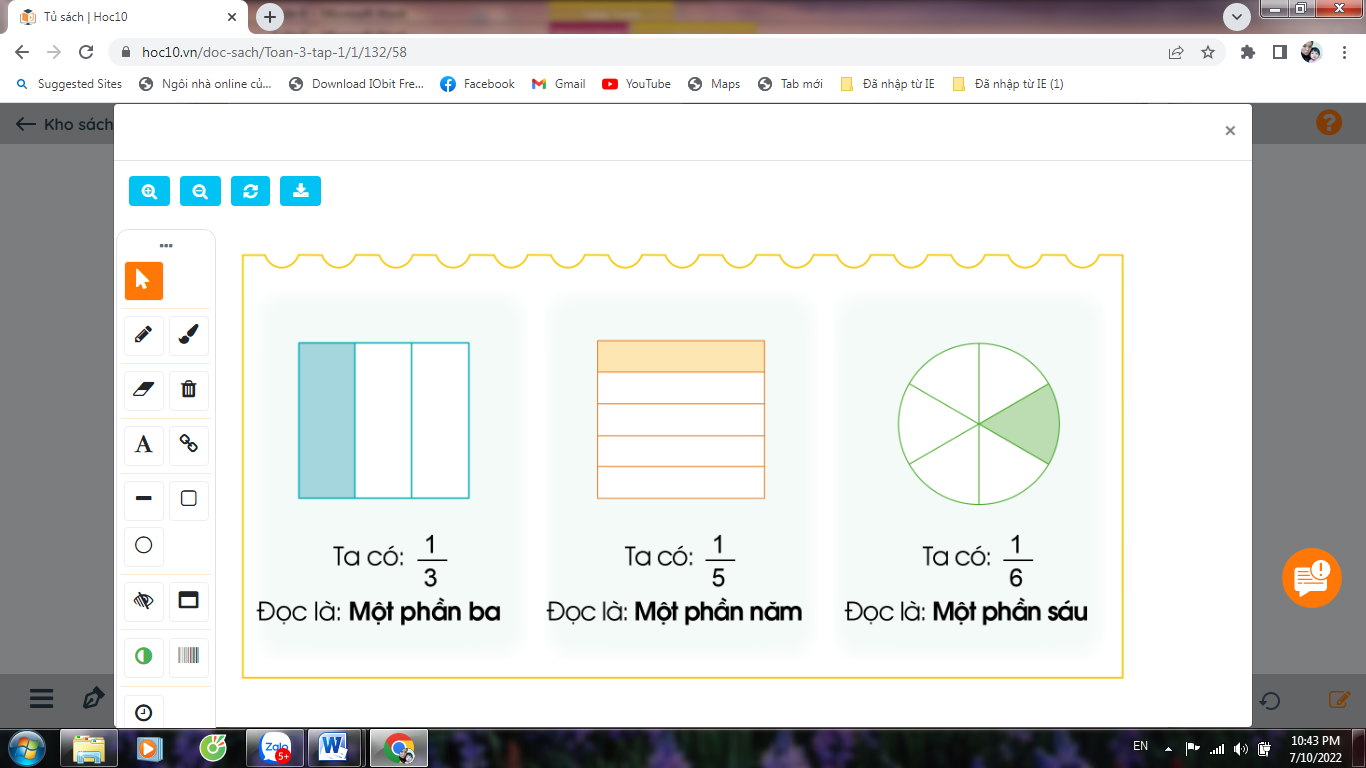 Tủ sách | Hoc10
hoc10.vn/doc-sach/Toan-3-tap-1/1/132/58
Suggested Sites
Ngôi nhà online củ...
Download IObit Fre...
Facebook
Gmail
YouTube
Maps
Tab mới
Đã nhập từ IE
Đã nhập từ IE (1)
Kho sách
Ta có: 1/3
Đọc là: Một phần ba
Ta có: 1/5
Đọc là: Một phần năm
Ta có: 1/6
Đọc là: Một phần sáu
A
Zalo
5+
EN
10:43 PM
7/10/2022